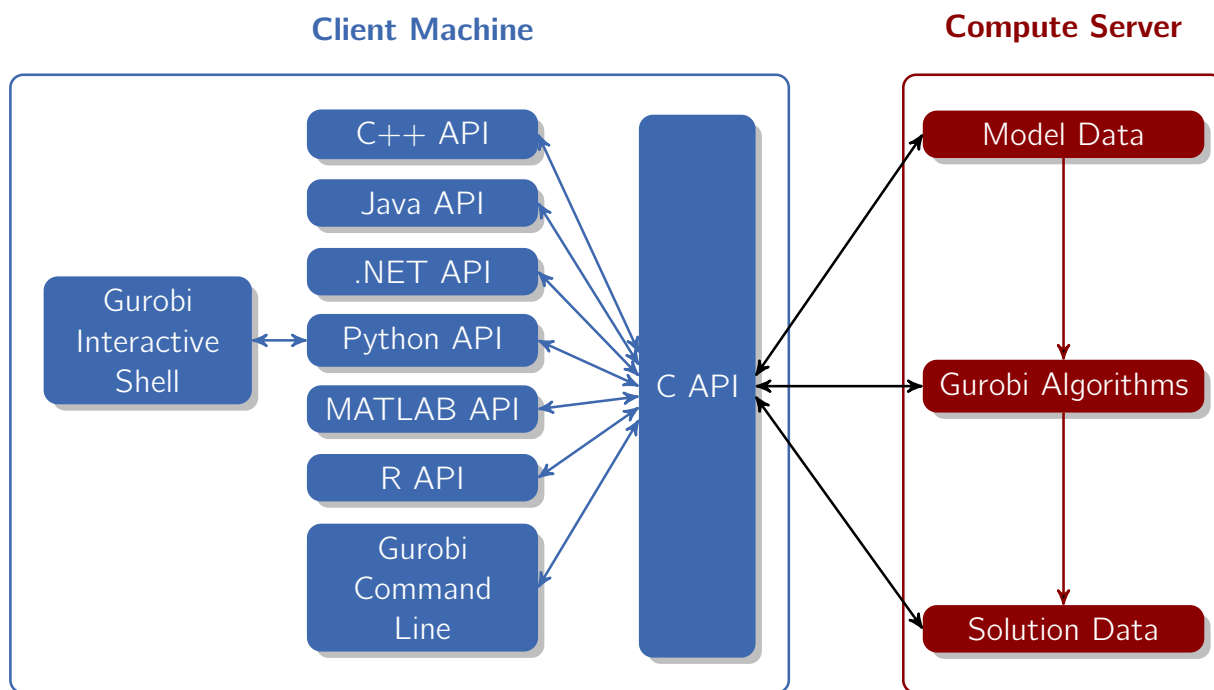 Client Machine
Compute Server
C++ API
Java API
.NET API
Python API
MATLAB API
R API
Gurobi
Command
Line
Gurobi
Interactive
Shell
C API
Model Data
Gurobi Algorithms
Solution Data